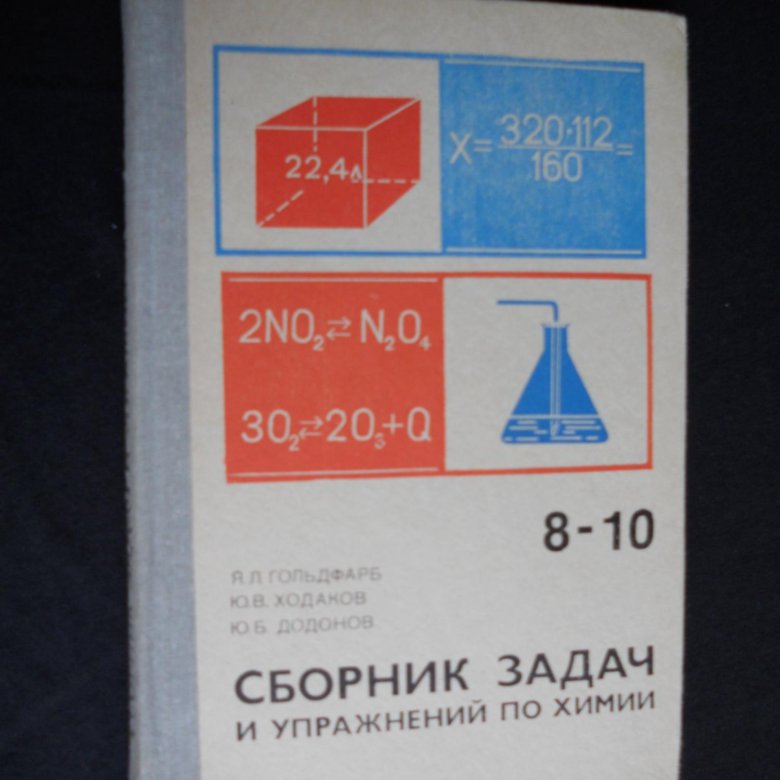 22,4л
X = 320·112 / 160 =
2NO₂ ⇄ N₂O₄
3O₂ ⇄ 2O₃+Q
8-10
Я.Л. ГОЛЬДФАРБ
Ю.В. ХОДАКОВ
Ю.Б. ДОДОНОВ
СБОРНИК ЗАДАЧ
И УПРАЖНЕНИЙ ПО ХИМИИ